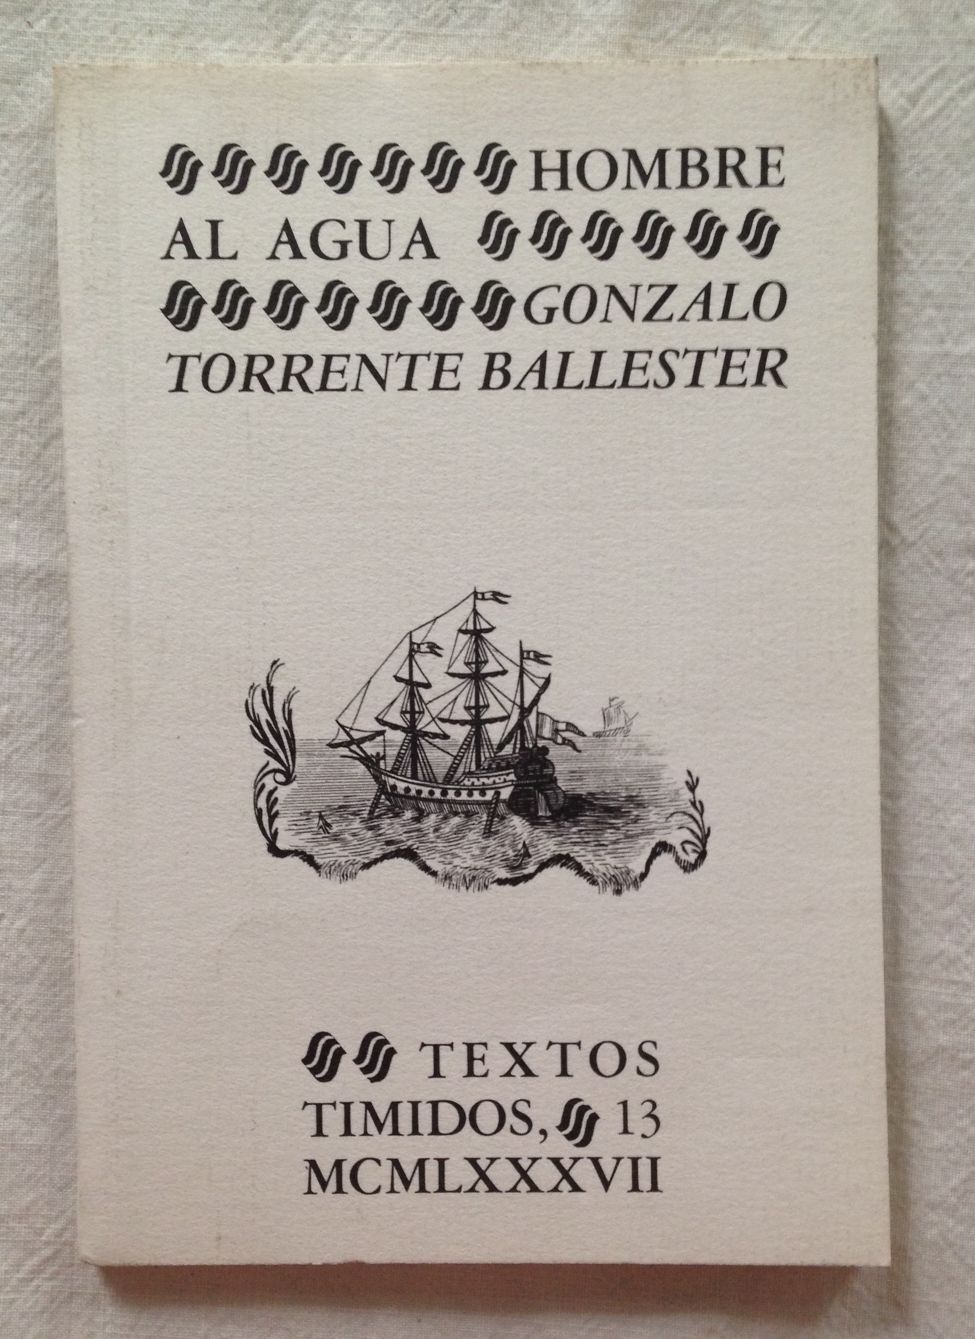 HOMBRE
AL AGUA
GONZALO
TORRENTE BALLESTER
TEXTOS
TIMIDOS, 13
MCMLXXXVII